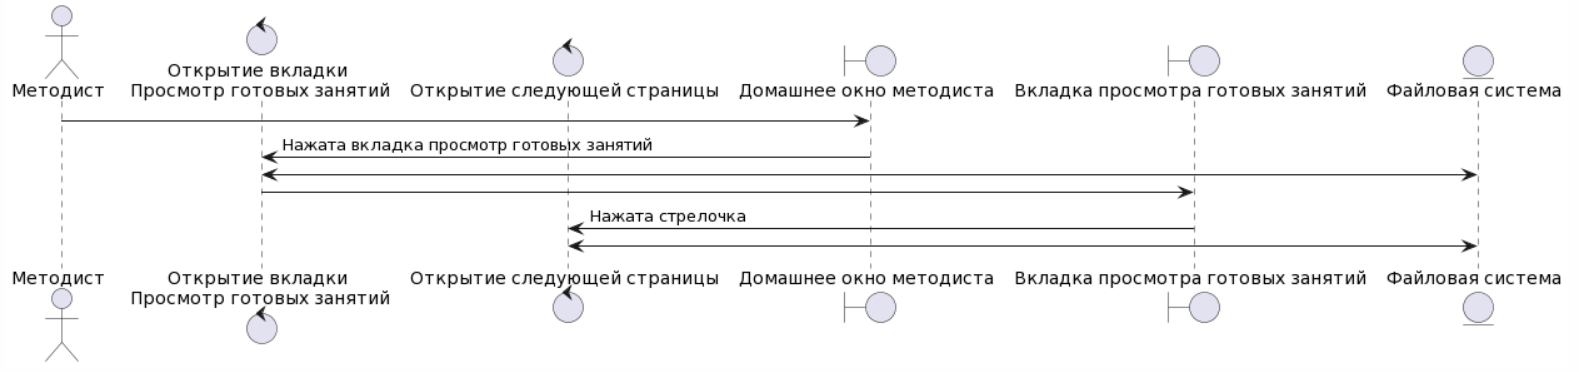 Методист
Открытие вкладки
Просмотр готовых занятий
Открытие следующей страницы
Домашнее окно методиста
Вкладка просмотра готовых занятий
Файловая система
Нажата вкладка просмотр готовых занятий
Нажата стрелочка
Методист
Открытие вкладки
Просмотр готовых занятий
Открытие следующей страницы
Домашнее окно методиста
Вкладка просмотра готовых занятий
Файловая система